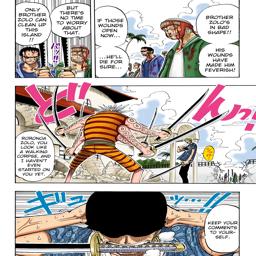 BROTHER
ZOLO'S
IN BAD
SHAPE!!
HIS
WOUNDS
HAVE MADE
HIM
FEVERISH!
IF THOSE
WOUNDS
OPEN
NOW...
...HE'LL
DIE FOR
SURE...
BUT
THERE'S
NO TIME TO
WORRY ABOUT
THAT.
ONLY
BROTHER
ZOLO CAN
CLEAN UP
THIS
ISLAND
!!
RORONOA
ZOLO, YOU
LOOK LIKE
A WALKING
CORPSE, AND
I HAVEN'T
EVEN
STARTED ON
YOU YET.
KEEP YOUR
COMMENTS
TO YOUR-
SELF.